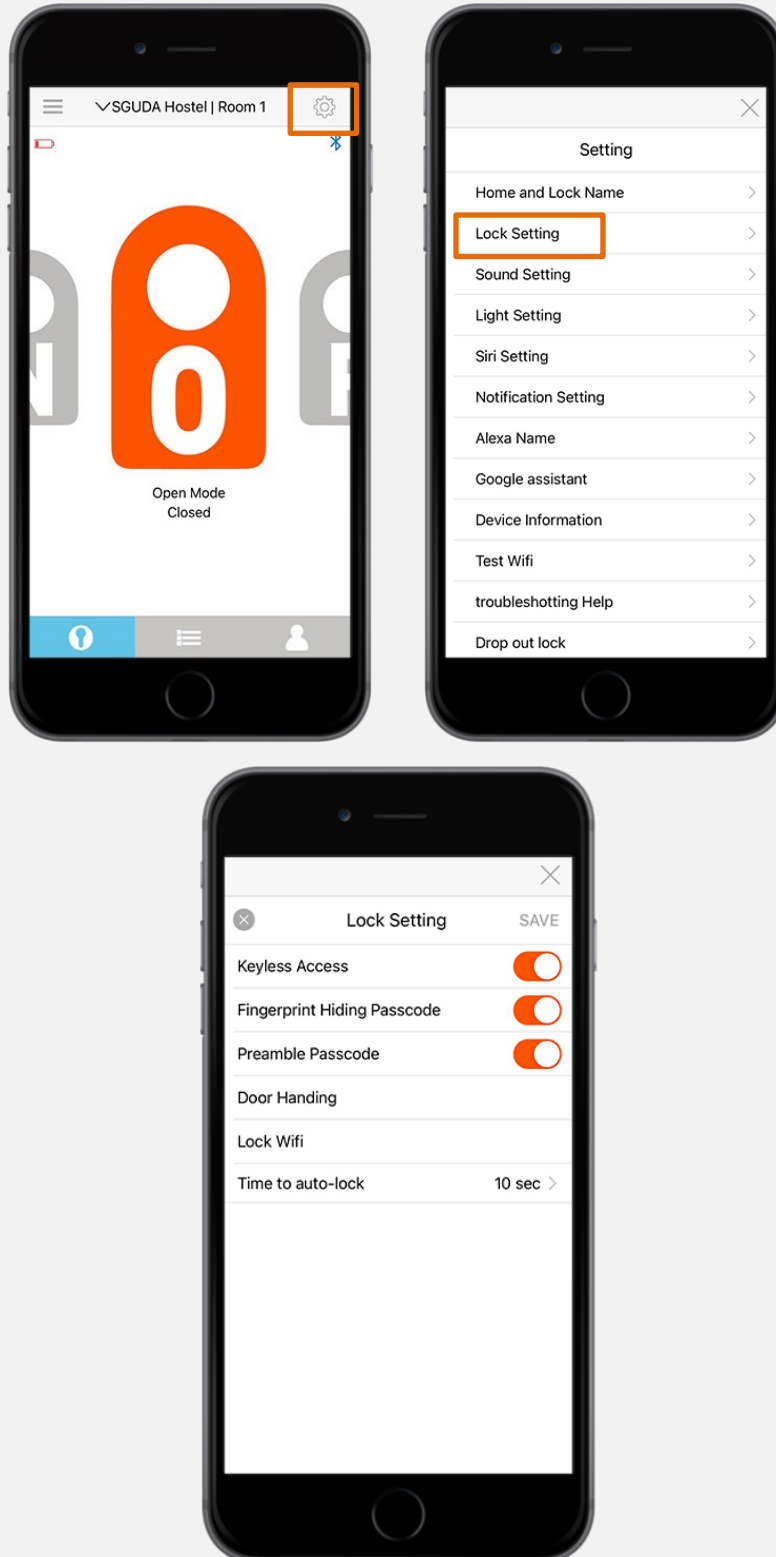 SGUDA Hostel | Room 1
N
O
Open Mode
Closed
Setting
Home and Lock Name
Lock Setting
Sound Setting
Light Setting
Siri Setting
Notification Setting
Alexa Name
Google assistant
Device Information
Test Wifi
troubleshotting Help
Drop out lock
Lock Setting SAVE
Keyless Access
Fingerprint Hiding Passcode
Preamble Passcode
Door Handing
Lock Wifi
Time to auto-lock 10 sec